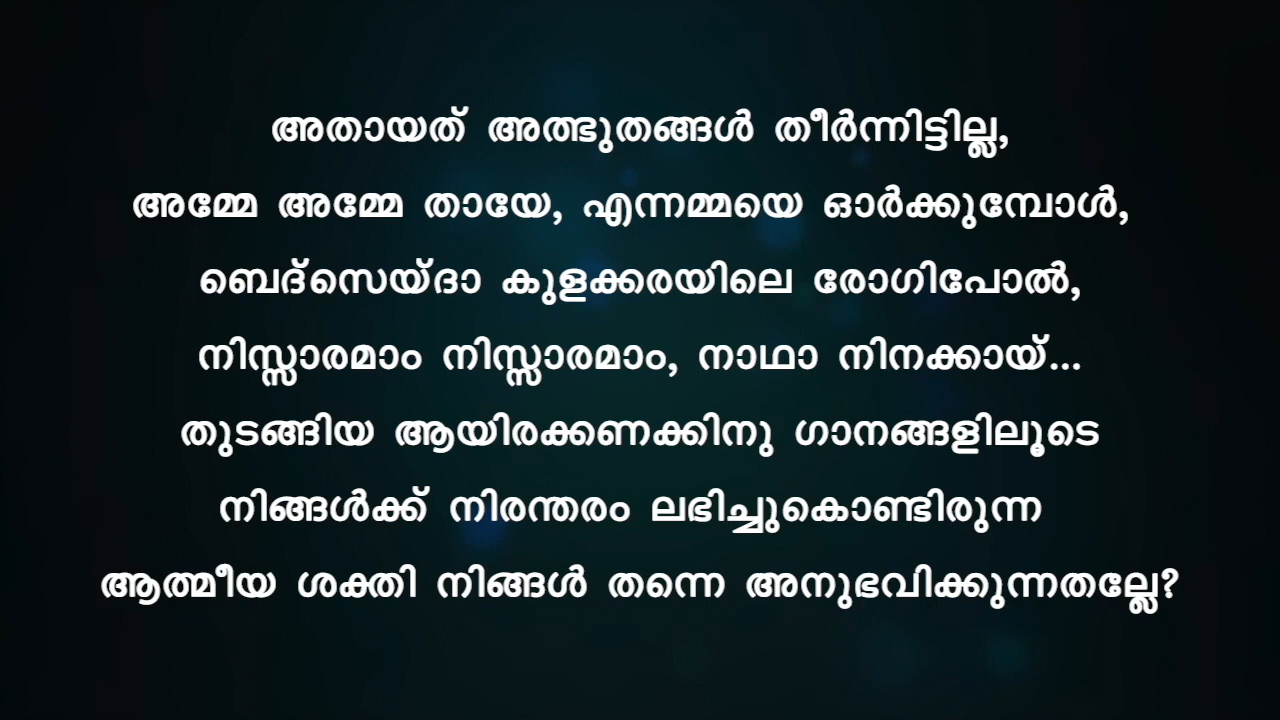 അതായത് അത്ഭുതങ്ങൾ തീർന്നിട്ടില്ല,
അമ്മേ അമ്മേ തായേ, എന്നമ്മയെ ഓർക്കുമ്പോൾ,
ബെദ്സെയ്ദാ കുളക്കരയിലെ രോഗിപോൽ,
നിസ്സാരമാം നിസ്സാരമാം, നാഥാ നിനക്കായ്...
തുടങ്ങിയ ആയിരക്കണക്കിനു ഗാനങ്ങളിലൂടെ
നിങ്ങൾക്ക് നിരന്തരം ലഭിച്ചുകൊണ്ടിരുന്ന
ആത്മീയ ശക്തി നിങ്ങൾ തന്നെ അനുഭവിക്കുന്നതല്ലേ?